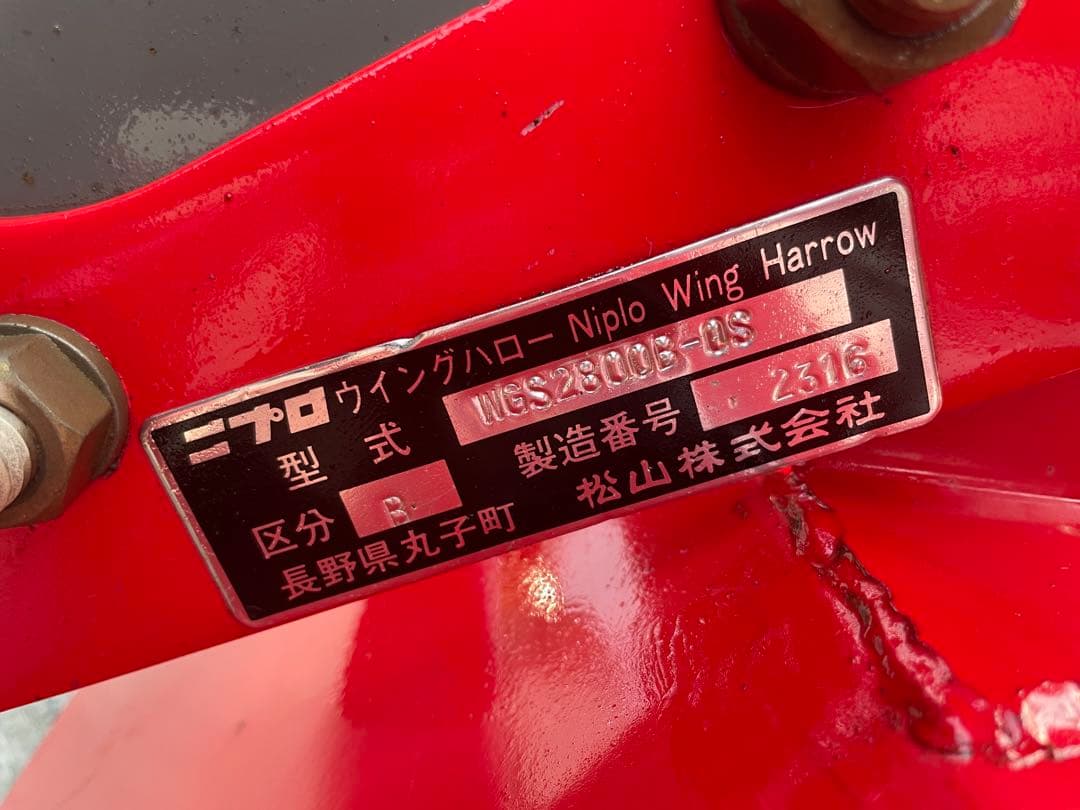 ニプロ ウイングハロー Niplo Wing Harrow
型式 WGS2800B-0S
区分 B 製造番号 2316
長野県丸子町 松山株式会社